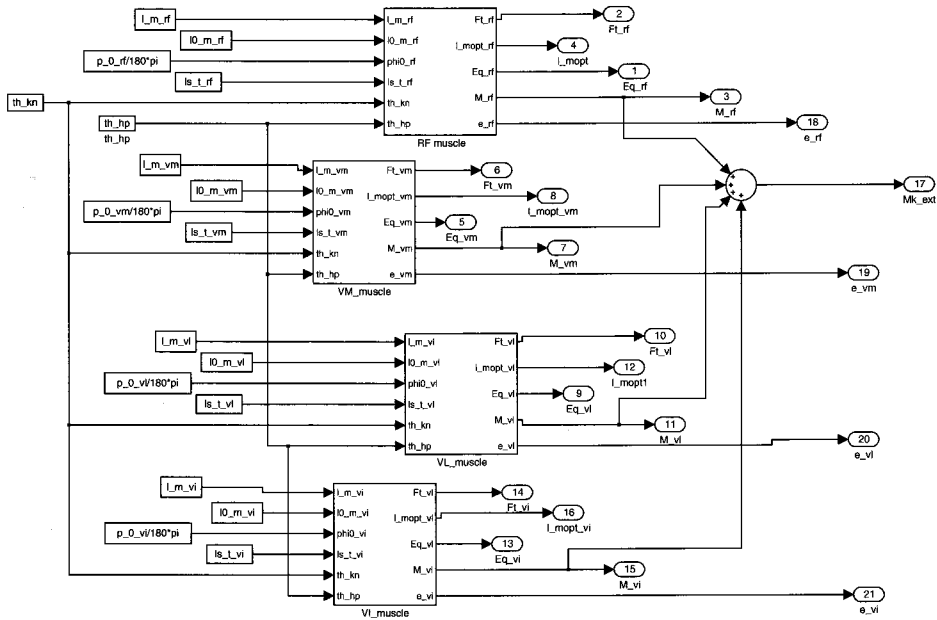 l_m_rf
l0_m_rf
p_0_rf/180*pi
ls_t_rf
th_kn
th_hp
th_hp
l_m_rf
l0_m_rf
phi0_rf
ls_t_rf
th_kn
th_hp
Ft_rf
l_mopt_rf
Eq_rf
M_rf
e_rf
RF muscle
2
Ft_rf
4
l_mopt
1
Eq_rf
3
M_rf
18
e_rf
l_m_vm
l0_m_vm
p_0_vm/180*pi
ls_t_vm
l_m_vm
l0_m_vm
phi0_vm
ls_t_vm
th_kn
th_hp
Ft_vm
l_mopt_vm
Eq_vm
M_vm
e_vm
VM_muscle
6
Ft_vm
8
l_mopt_vm
5
Eq_vm
7
M_vm
19
e_vm
+
+
+
+
17
Mk_ext
l_m_vl
l0_m_vl
p_0_vl/180*pi
ls_t_vl
l_m_vl
l0_m_vl
phi0_vl
ls_t_vl
th_kn
th_hp
Ft_vl
l_mopt_vl
Eq_vl
M_vl
e_vl
VL_muscle
10
Ft_vl
12
l_mopt1
9
Eq_vl
11
M_vl
20
e_vl
l_m_vi
l0_m_vi
p_0_vi/180*pi
ls_t_vi
l_m_vi
l0_m_vi
phi0_vi
ls_t_vi
th_kn
th_hp
Ft_vi
l_mopt_vi
Eq_vi
M_vi
e_vi
VI_muscle
14
Ft_vi
16
l_mopt_vi
13
Eq_vi
15
M_vi
21
e_vi